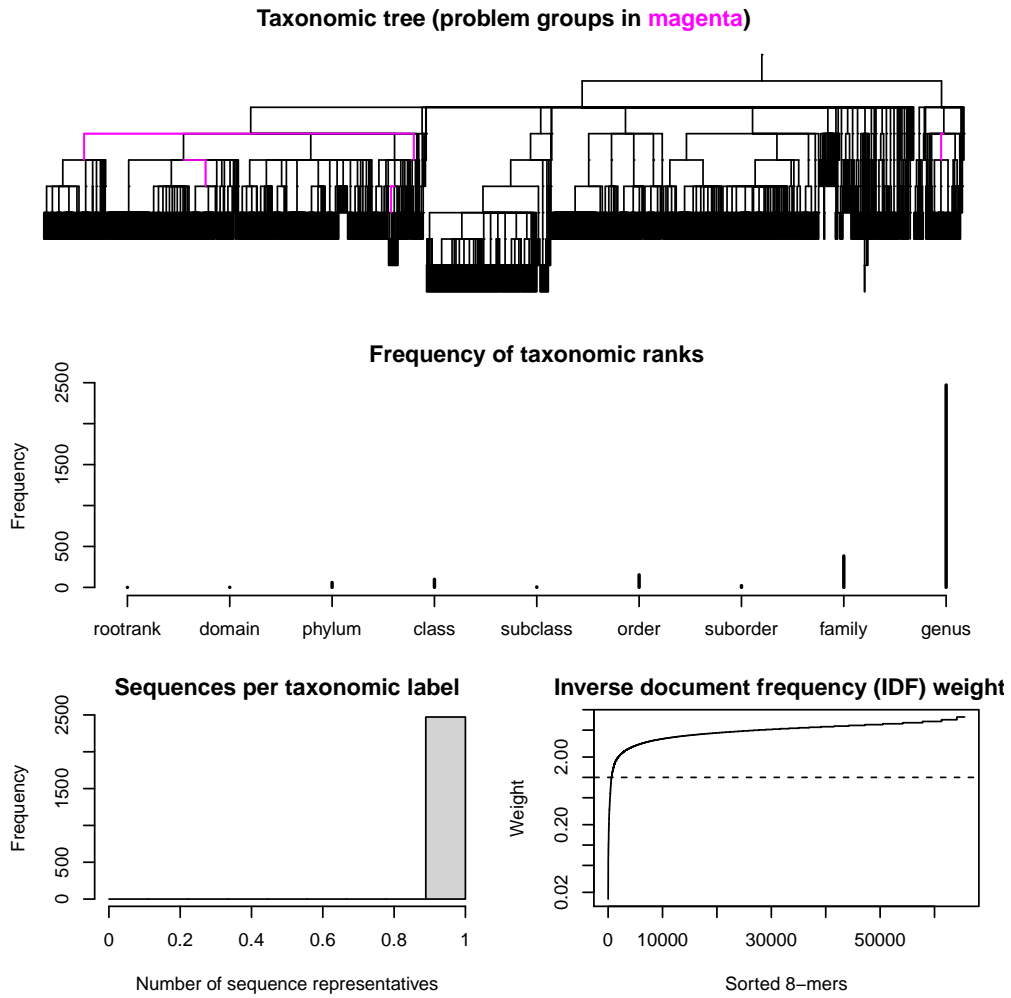 Taxonomic tree (problem groups in magenta)
Frequency of taxonomic ranks
Frequency
2500
1500
500
0
rootrank domain phylum class subclass order suborder family genus
Sequences per taxonomic label
Frequency
2500
1500
500
0
0 0.2 0.4 0.6 0.8 1
Number of sequence representatives
Inverse document frequency (IDF) weight
Weight
2.00
0.20
0.02
0 10000 30000 50000
Sorted 8−mers